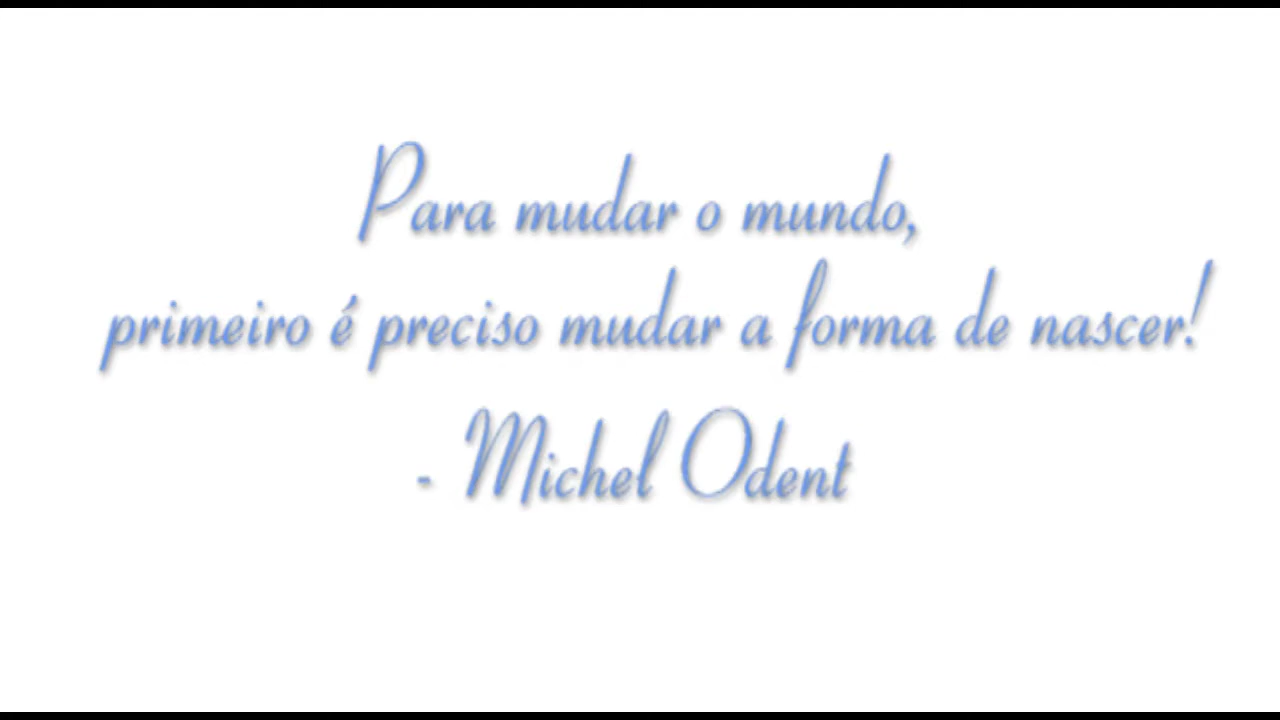 Para mudar o mundo,
primeiro é preciso mudar a forma de nascer!
- Michel Odent